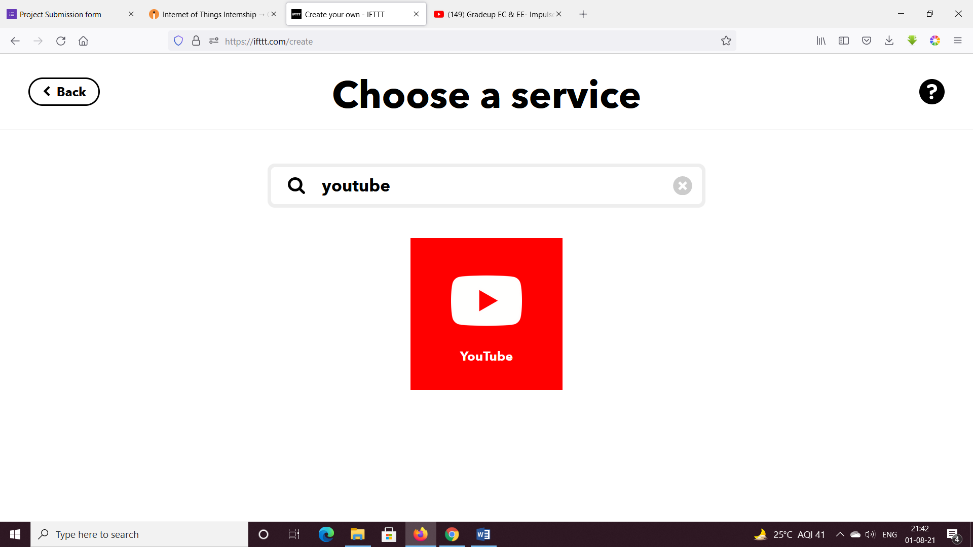 Project Submission form
Internet of Things Internship
Create your own - IFTTT
(149) Gradeup EC & EE- Impuls
https://ifttt.com/create
Back
Choose a service
?
youtube
YouTube
Type here to search
25°C AQI 41
ENG
21:42
01-08-21
4